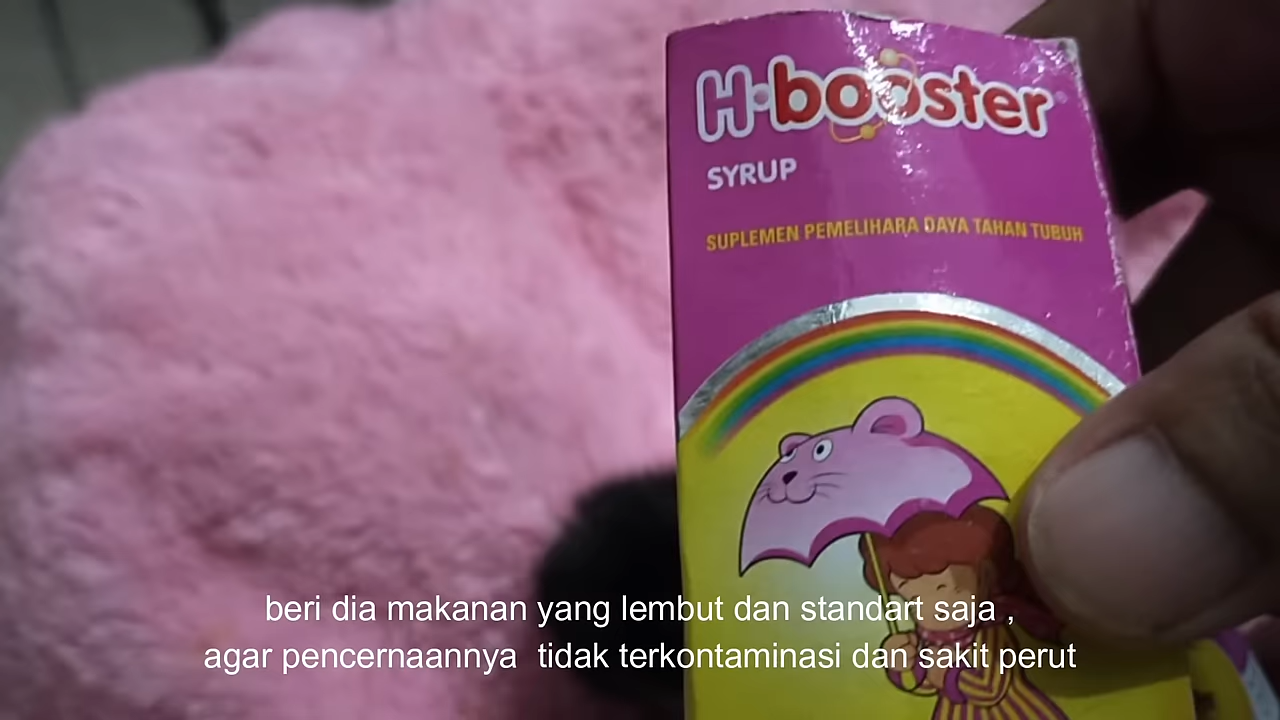 H•booster
SYRUP
SUPLEMEN PEMELIHARA DAYA TAHAN TUBUH
beri dia makanan yang lembut dan standart saja ,
agar pencernaannya tidak terkontaminasi dan sakit perut